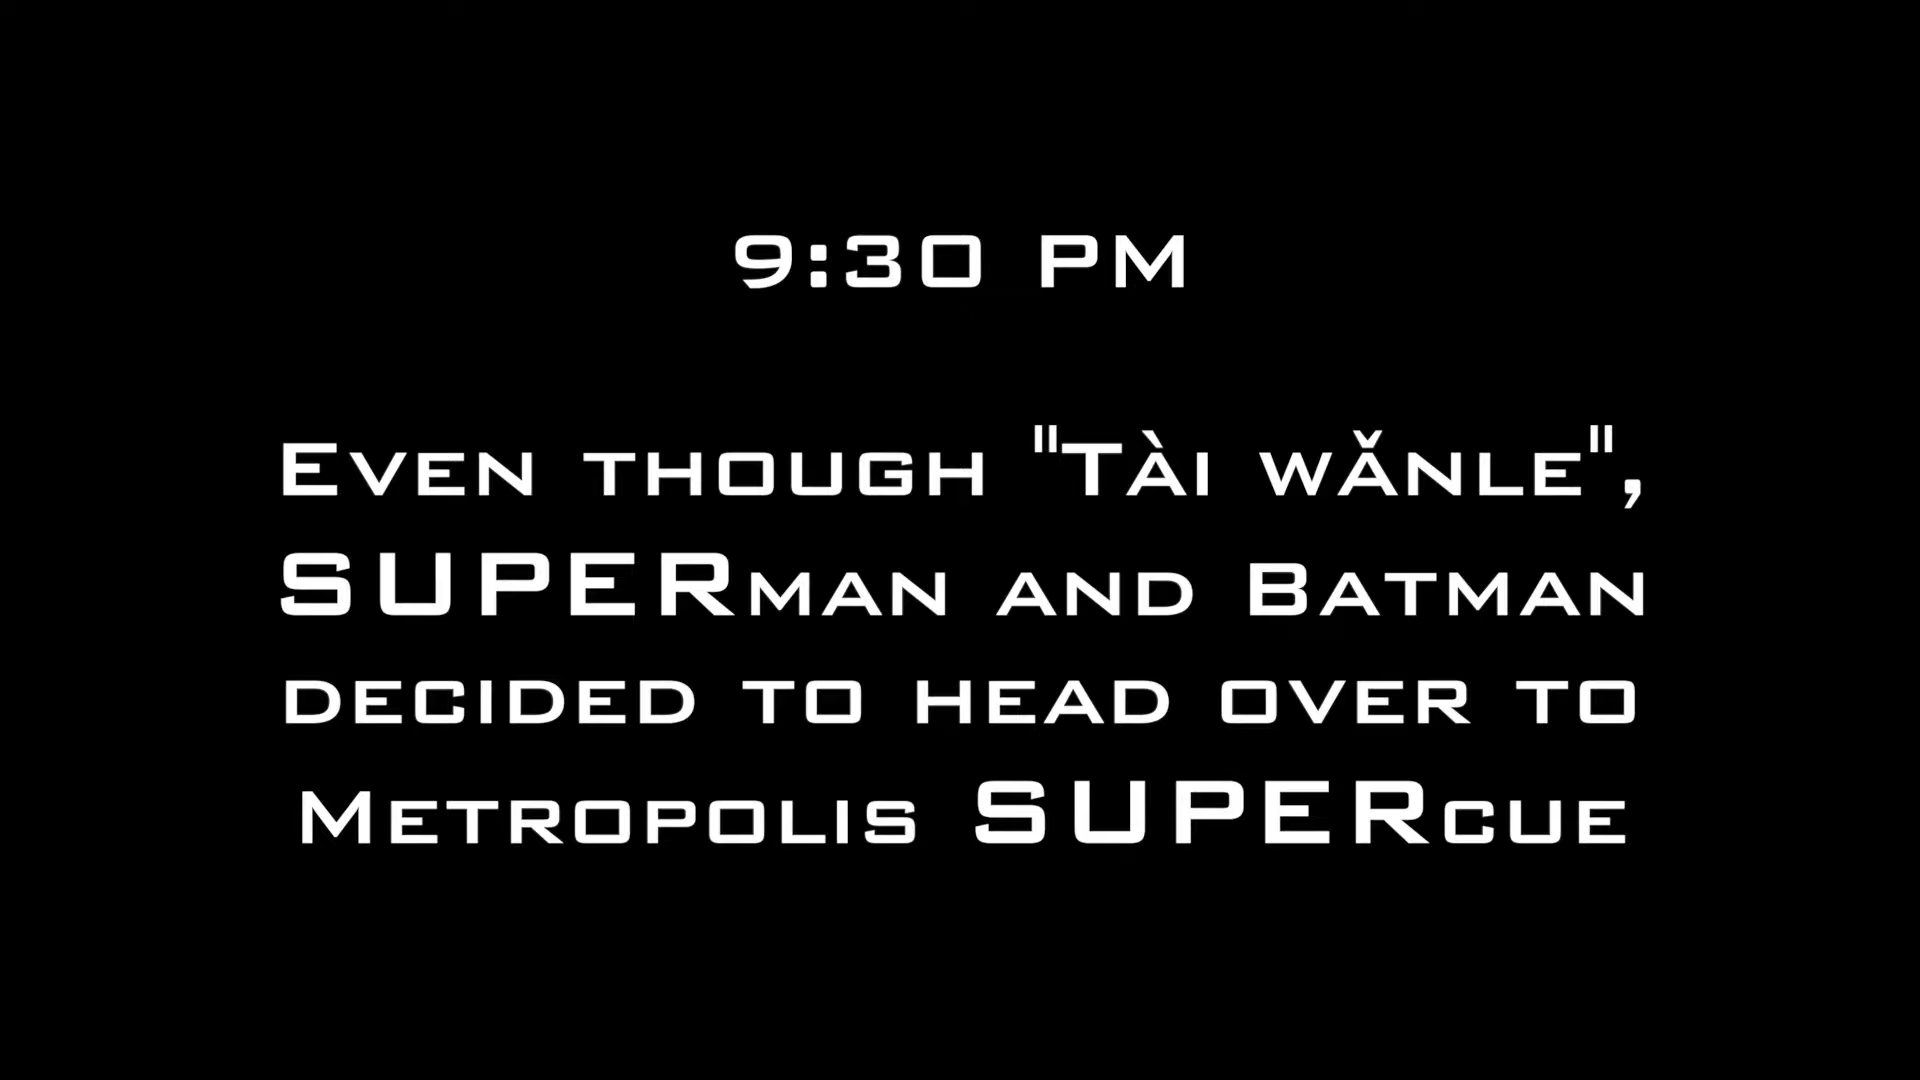 9:30 PM
Even though "Tài wǎnle",
SUPERman and Batman
decided to head over to
Metropolis SUPERcue